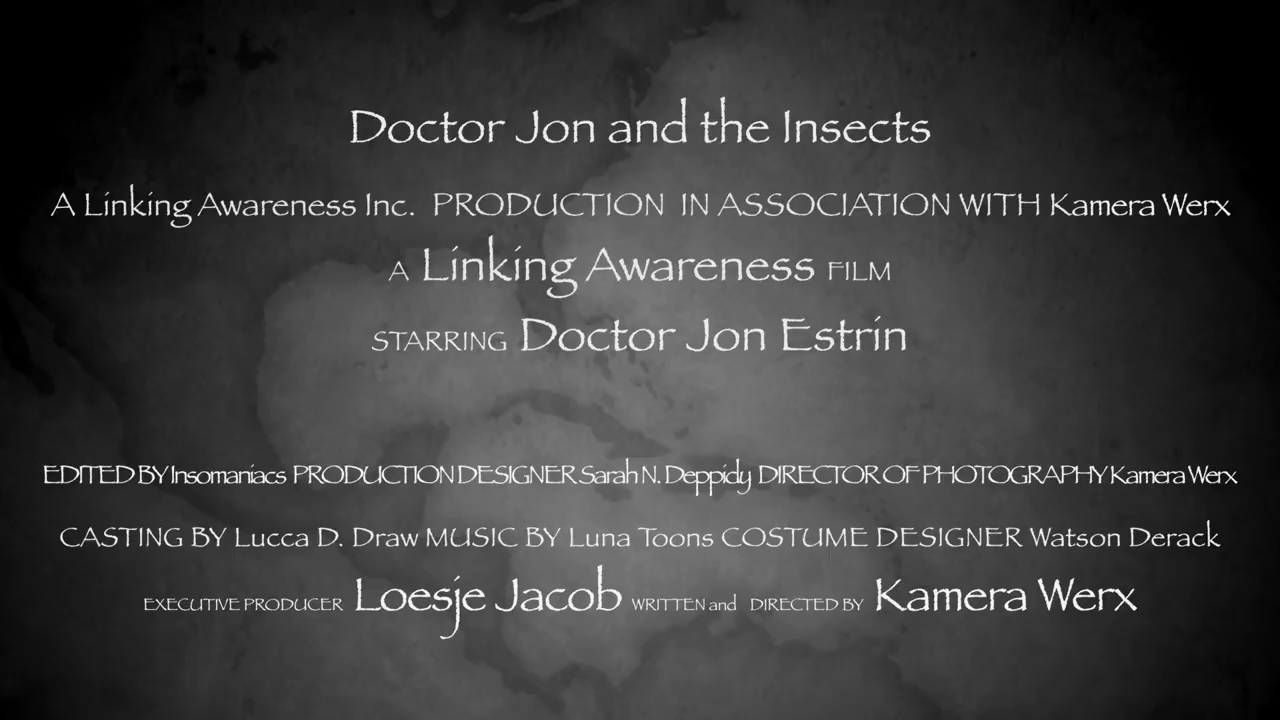 Doctor Jon and the Insects
A Linking Awareness Inc. PRODUCTION IN ASSOCIATION WITH Kamera Werx
A Linking Awareness FILM
STARRING Doctor Jon Estrin
EDITED BY Insomaniacs PRODUCTION DESIGNER Sarah N. Deppidy DIRECTOR OF PHOTOGRAPHY Kamera Werx
CASTING BY Lucca D. Draw MUSIC BY Luna Toons COSTUME DESIGNER Watson Derack
EXECUTIVE PRODUCER Loesje Jacob WRITTEN and DIRECTED BY Kamera Werx